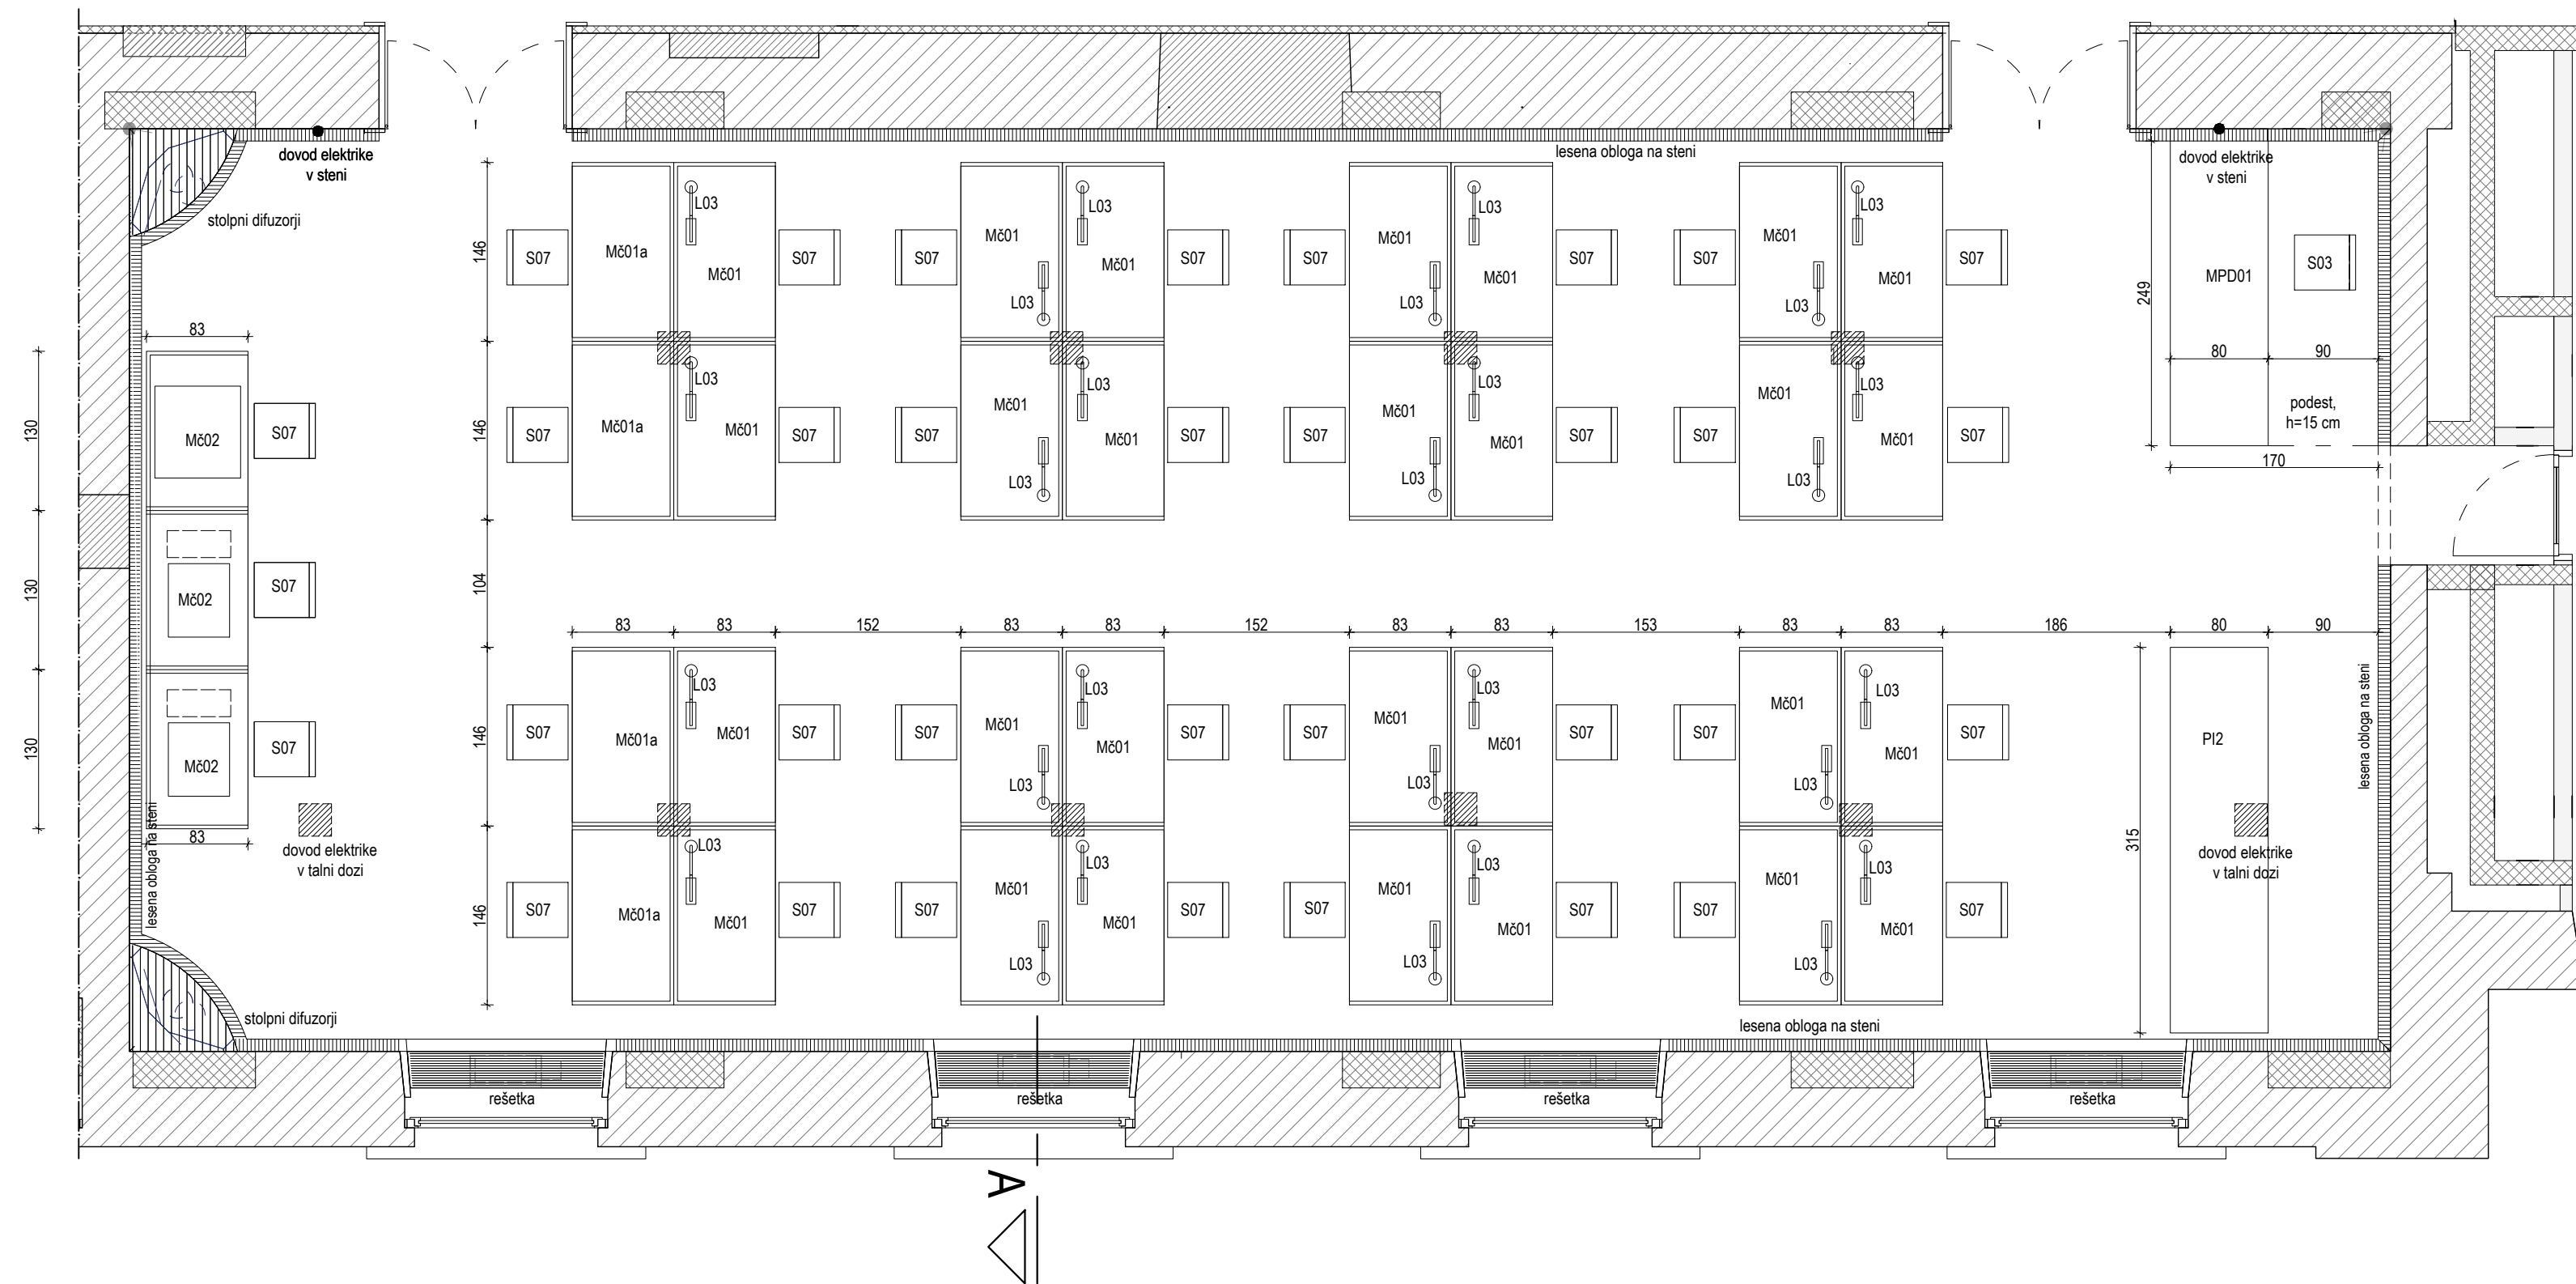 dovod elektrike
v steni
stolpni difuzorji
lesena obloga na steni
dovod elektrike
v steni
146
S07
Mč01a
L03
Mč01
S07
S07
Mč01
L03
L03
Mč01
S07
S07
Mč01
L03
L03
Mč01
S07
S07
Mč01
L03
L03
Mč01
S07
249
MPD01
S03
83
80
90
130
Mč02
S07
146
S07
Mč01a
L03
Mč01
S07
S07
Mč01
L03
L03
Mč01
S07
S07
Mč01
L03
L03
Mč01
S07
S07
Mč01
L03
L03
Mč01
S07
podest,
h=15 cm
170
130
Mč02
S07
104
83
83
152
83
83
152
83
83
153
83
83
186
80
90
130
Mč02
S07
146
S07
Mč01a
L03
Mč01
S07
S07
Mč01
L03
L03
Mč01
S07
S07
Mč01
L03
L03
Mč01
S07
S07
Mč01
L03
L03
Mč01
S07
PI2
lesena obloga na steni
83
lesena obloga na steni
dovod elektrike
v talni dozi
315
dovod elektrike
v talni dozi
146
S07
Mč01a
L03
Mč01
S07
S07
Mč01
L03
L03
Mč01
S07
S07
Mč01
L03
L03
Mč01
S07
S07
Mč01
L03
L03
Mč01
S07
stolpni difuzorji
lesena obloga na steni
rešetka
rešetka
rešetka
rešetka
A